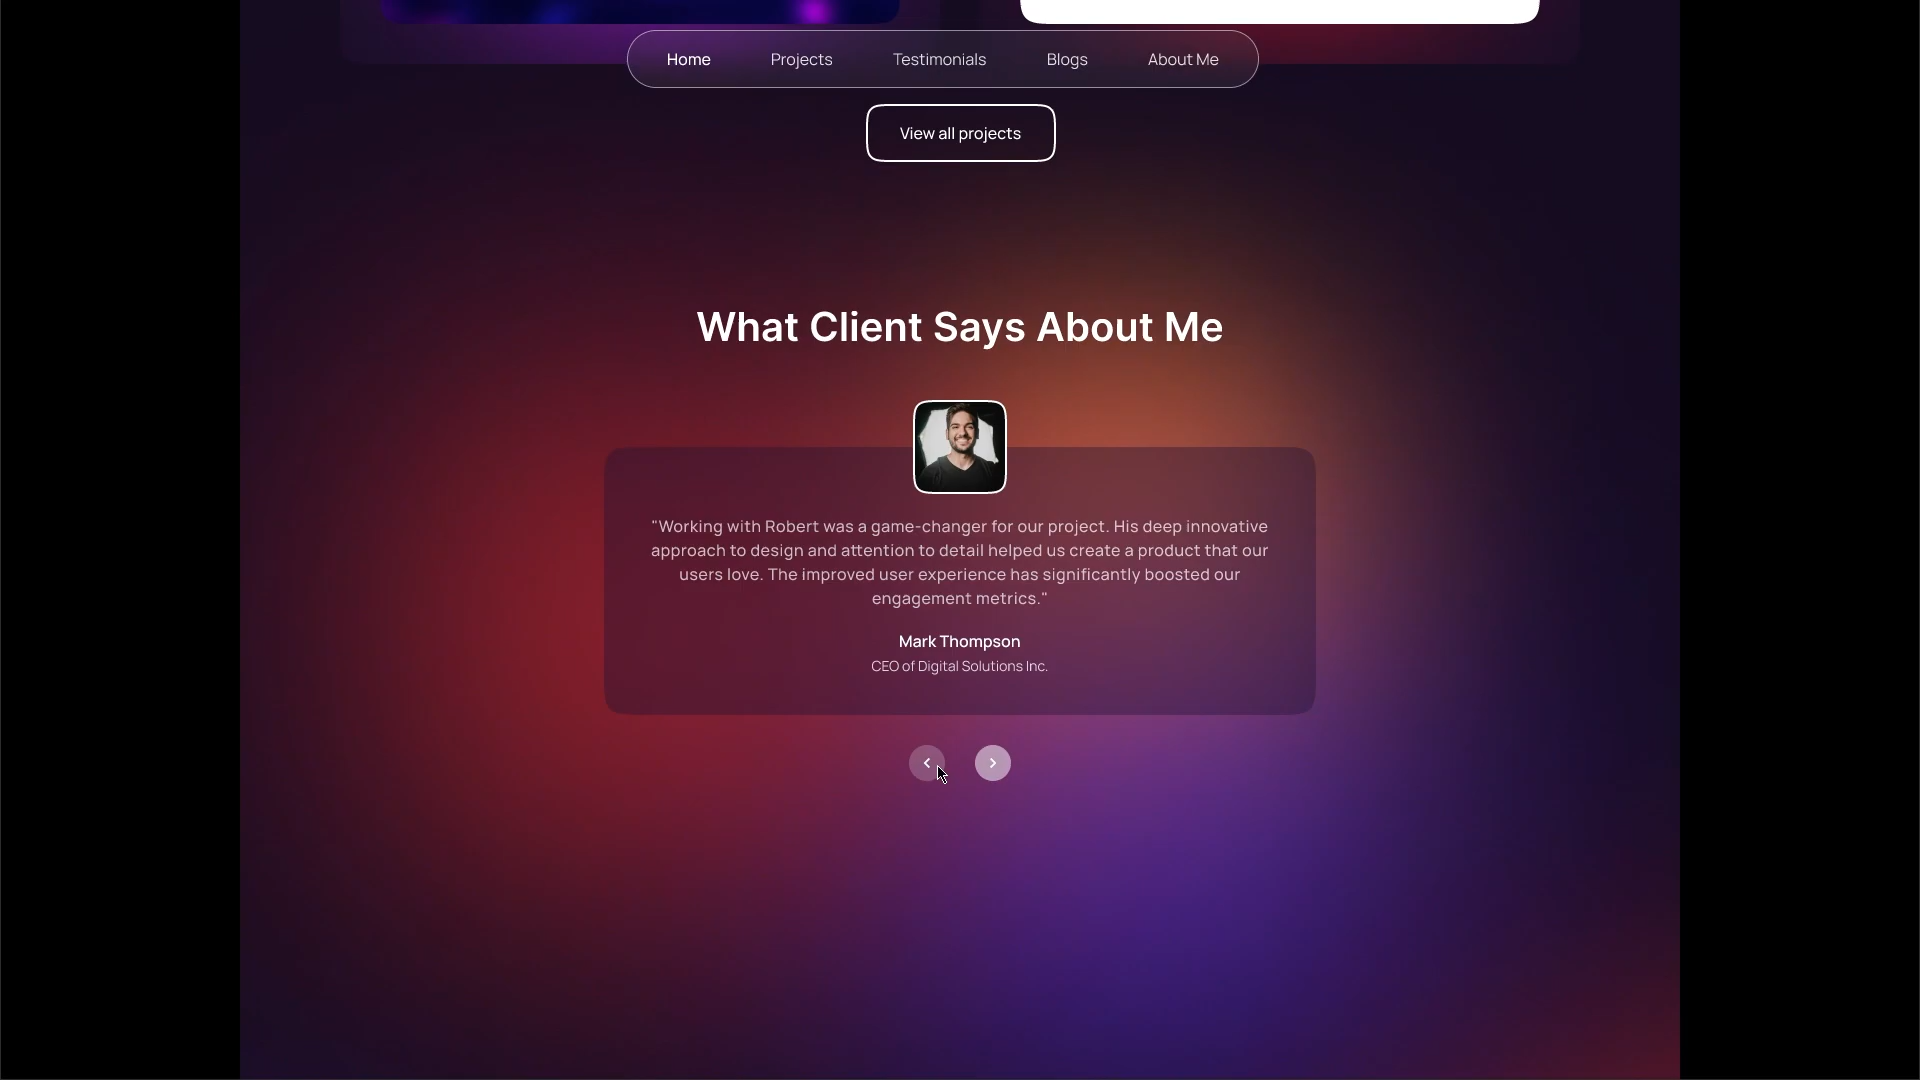 Home Projects Testimonials Blogs About Me
View all projects
What Client Says About Me
"Working with Robert was a game-changer for our project. His deep innovative
approach to design and attention to detail helped us create a product that our
users love. The improved user experience has significantly boosted our
engagement metrics."
Mark Thompson
CEO of Digital Solutions Inc.